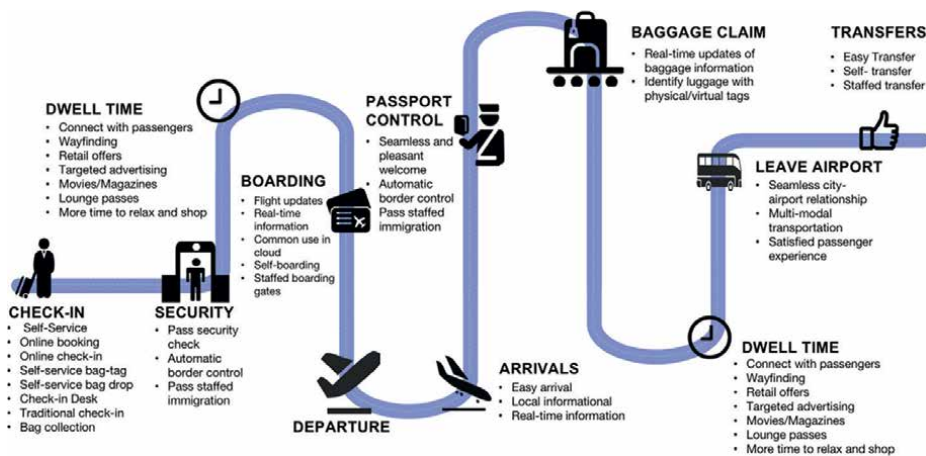 CHECK-IN
Self-Service
Online booking
Online check-in
Self-service bag-tag
Self-service bag drop
Check-in Desk
Traditional check-in
Bag collection
SECURITY
Pass security
check
Automatic
border control
Pass staffed
immigration
DWELL TIME
Connect with passengers
Wayfinding
Retail offers
Targeted advertising
Movies/Magazines
Lounge passes
More time to relax and shop
BOARDING
Flight updates
Real-time
information
Common use in
cloud
Self-boarding
Staffed boarding
gates
DEPARTURE
ARRIVALS
Easy arrival
Local informational
Real-time information
PASSPORT
CONTROL
Seamless and
pleasant
welcome
Automatic
border control
Pass staffed
immigration
BAGGAGE CLAIM
Real-time updates of
baggage information
Identify luggage with
physical/virtual tags
DWELL TIME
Connect with passengers
Wayfinding
Retail offers
Targeted advertising
Movies/Magazines
Lounge passes
More time to relax and shop
LEAVE AIRPORT
Seamless city-
airport relationship
Multi-modal
transportation
Satisfied passenger
experience
TRANSFERS
Easy Transfer
Self- transfer
Staffed transfer